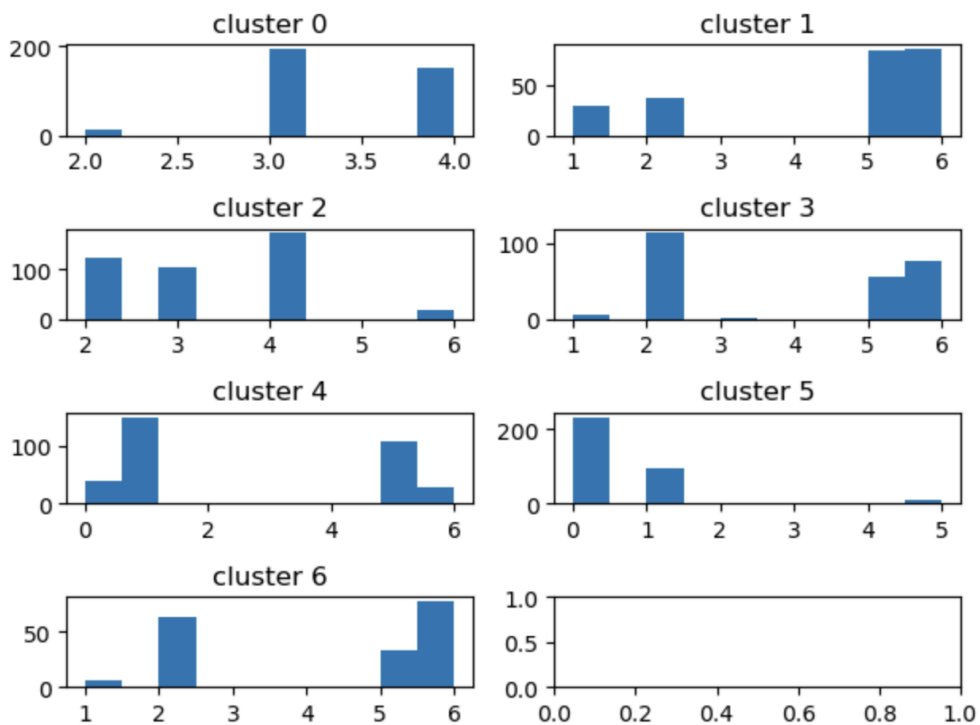 cluster 0
200
0
2.0 2.5 3.0 3.5 4.0
cluster 1
50
0
1 2 3 4 5 6
cluster 2
100
0
2 3 4 5 6
cluster 3
100
0
1 2 3 4 5 6
cluster 4
100
0
0 2 4 6
cluster 5
200
0
0 1 2 3 4 5
cluster 6
50
0
1 2 3 4 5 6
1.0
0.5
0.0
0.0 0.2 0.4 0.6 0.8 1.0